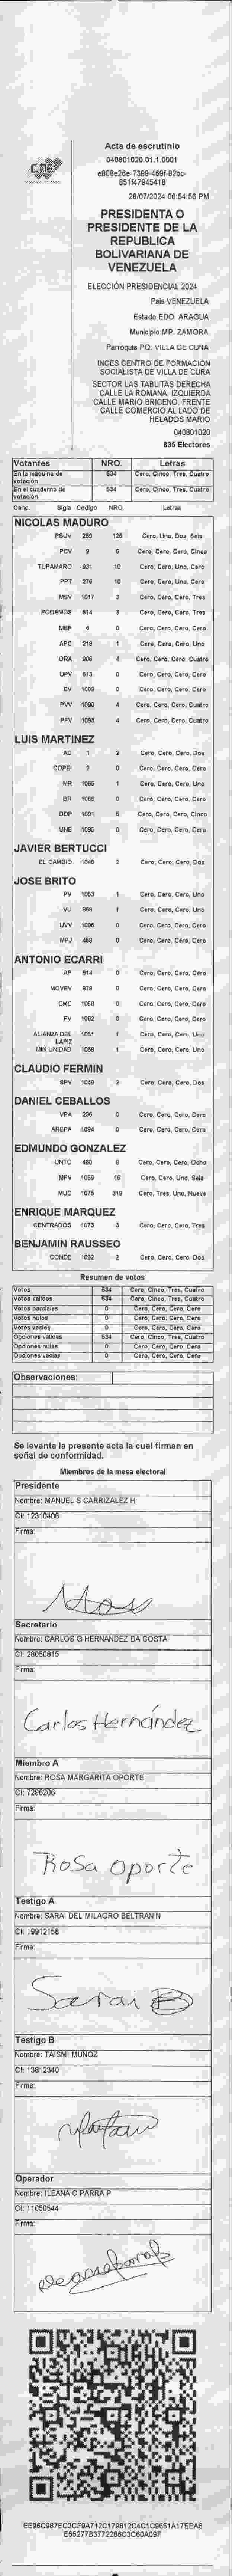 CNE
Acta de escrutinio
040801020.01.1.0001
28/07/2024 08:54:56 PM
PRESIDENTA O
PRESIDENTE DE LA
REPUBLICA
BOLIVARIANA DE
VENEZUELA
ELECCIÓN PRESIDENCIAL 2024
Pais VENEZUELA
Estado EDO. ARAGUA
Municipio MP. ZAMORA
Parroquia PQ. VILLA DE CURA
INCES CENTRO DE FORMACION
SOCIALISTA DE VILLA DE CURA
SECTOR LAS TABLITAS DERECHA
CALLE LA ROMANA. IZQUIERDA
CALLE MARIO BRICENO. FRENTE
CALLE COMERCIO AL LADO DE
HELADOS MARIO
040801020
835 Electores
Votantes NRO. Letras
En la maquina de votación 534 Cero, Cinco, Tres, Cuatro
En el cuaderno de votación 534 Cero, Cinco, Tres, Cuatro
Cand. Sigla Codigo NRO. Letras
NICOLAS MADURO
PSUV 126 Cero, Uno, Dos, Seis
PCV Cero, Cero, Cero, Cinco
TUPAMARO 931 10 Cero, Cero, Uno, Cero
PPT 276 10 Cero, Cero, Uno, Cero
MSV 1017 3 Cero, Cero, Cero, Tres
PODEMOS 814 3 Cero, Cero, Cero, Tres
MEP 6 0 Cero, Cero, Cero, Cero
APC 219 1 Cero, Cero, Cero, Uno
ORA 906 4 Cero, Cero, Cero, Cuatro
UPV 613 0 Cero, Cero, Cero, Cero
EV 0 Cero, Cero, Cero, Cero
PVV 1090 4 Cero, Cero, Cero, Cuatro
PFV 1093 4 Cero, Cero, Cero, Cuatro
LUIS MARTINEZ
AD 1 2 Cero, Cero, Cero, Dos
COPEI 2 0 Cero, Cero, Cero, Cero
MR 1065 1 Cero, Cero, Cero, Uno
BR 1066 0 Cero, Cero, Cero, Cero
DDP 1091 5 Cero, Cero, Cero, Cinco
UNE 1095 0 Cero, Cero, Cero, Cero
JAVIER BERTUCCI
EL CAMBIO 1048 2 Cero, Cero, Cero, Dos
JOSE BRITO
PV 1053 1 Cero, Cero, Cero, Uno
VU 959 1 Cero, Cero, Cero, Uno
UVV 1096 0 Cero, Cero, Cero, Cero
MPJ 458 0 Cero, Cero, Cero, Cero
ANTONIO ECARRI
AP 814 0 Cero, Cero, Cero, Cero
MOVEV 978 0 Cero, Cero, Cero, Cero
CMC 1050 0 Cero, Cero, Cero, Cero
FV 1052 0 Cero, Cero, Cero, Cero
ALIANZA DEL LAPIZ 1051 1 Cero, Cero, Cero, Uno
MIN UNIDAD 1068 1 Cero, Cero, Cero, Uno
CLAUDIO FERMIN
SPV 1049 2 Cero, Cero, Cero, Dos
DANIEL CEBALLOS
VPA 236 0 Cero, Cero, Cero, Cero
AREPA 1094 0 Cero, Cero, Cero, Cero
EDMUNDO GONZALEZ
UNTC 460 8 Cero, Cero, Cero, Ocho
MPV 1069 16 Cero, Cero, Uno, Seis
MUD 1075 319 Cero, Tres, Uno, Nueve
ENRIQUE MARQUEZ
CENTRADOS 1073 3 Cero, Cero, Cero, Tres
BENJAMIN RAUSSEO
CONDE 1092 2 Cero, Cero, Cero, Dos
Resumen de votos
Votos 534 Cero, Cinco, Tres, Cuatro
Votos validos 534 Cero, Cinco, Tres, Cuatro
Votos parciales 0 Cero, Cero, Cero, Cero
Votos nulos 0 Cero, Cero, Cero, Cero
Votos vacios 0 Cero, Cero, Cero, Cero
Opciones validas 534 Cero, Cinco, Tres, Cuatro
Opciones nulas 0 Cero, Cero, Cero, Cero
Opciones vacias 0 Cero, Cero, Cero, Cero
Observaciones:
Se levanta la presente acta la cual firman en
señal de conformidad.
Miembros de la mesa electoral
Presidente
Nombre: MANUEL S CARRIZALEZ H
CI: 12310406
Firma:
Secretario
Nombre: CARLOS G HERNANDEZ DA COSTA
CI: 28050815
Firma:
Carlos Hernández
Miembro A
Nombre: ROSA MARGARITA OPORTE
CI: 7296206
Firma:
Rosa Oporte
Testigo A
Nombre: SARAI DEL MILAGRO BELTRAN N
CI: 19912158
Firma:
Sarai B
Testigo B
Nombre: TAISMI MUÑOZ
CI: 13812340
Firma:
Operador
Nombre: ILEANA C PARRA P
CI: 11050544
Firma: